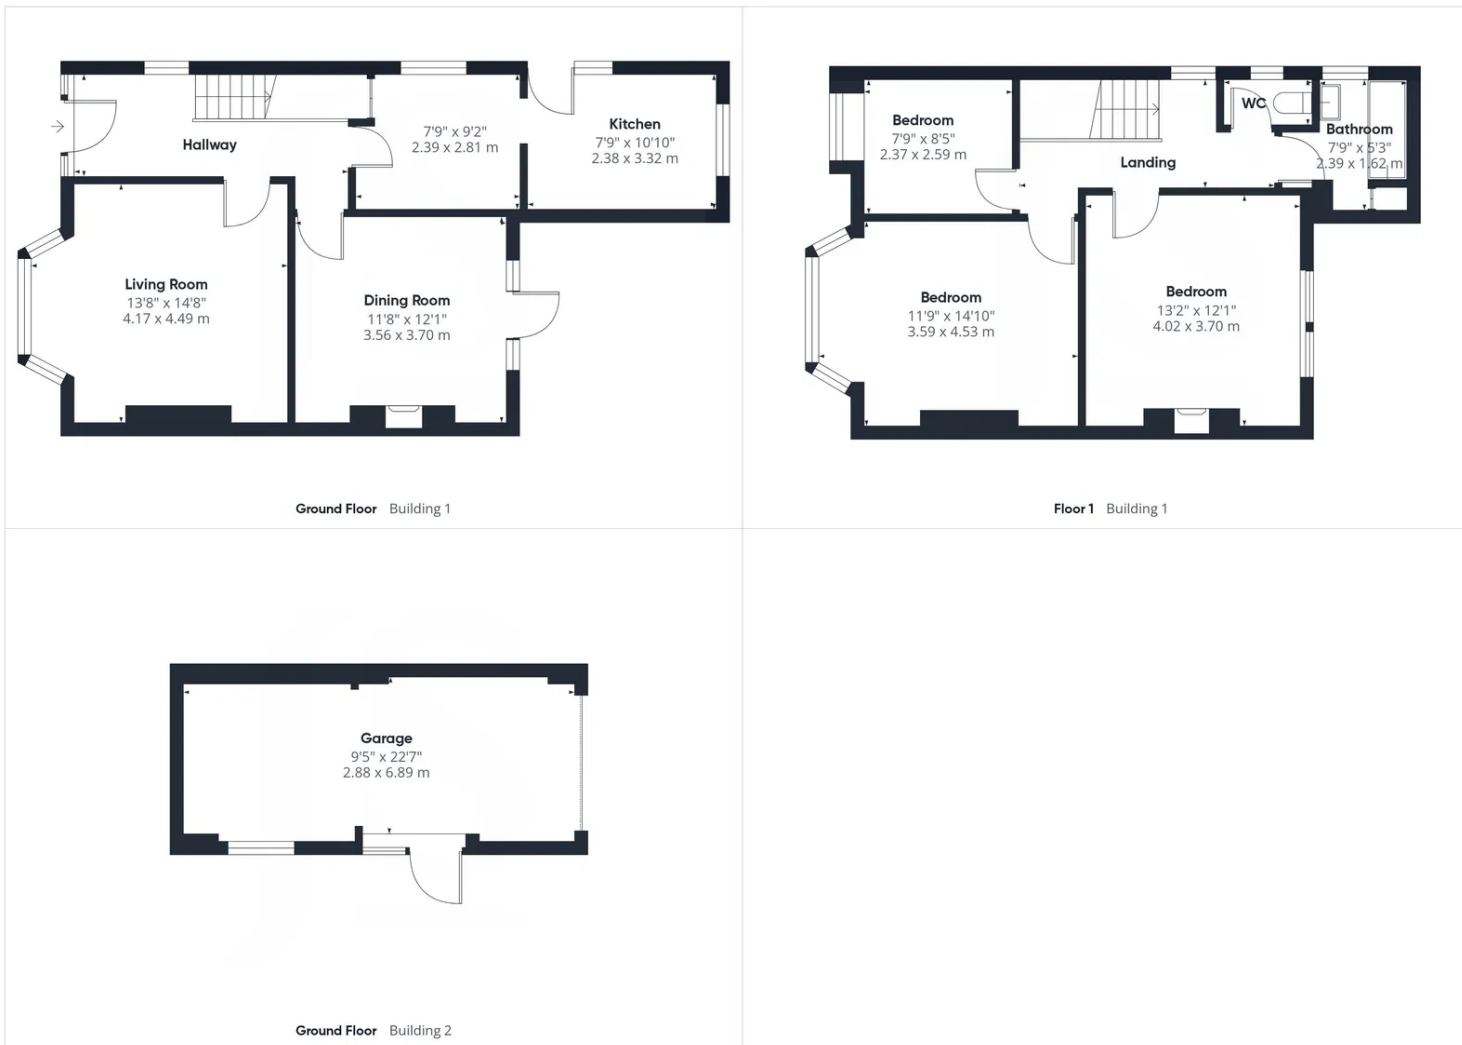 Hallway
7'9" x 9'2"
2.39 x 2.81 m
Kitchen
7'9" x 10'10"
2.38 x 3.32 m
Living Room
13'8" x 14'8"
4.17 x 4.49 m
Dining Room
11'8" x 12'1"
3.56 x 3.70 m
Ground Floor Building 1
Bedroom
7'9" x 8'5"
2.37 x 2.59 m
WC
Bathroom
7'9" x 5'3"
2.39 x 1.62 m
Landing
Bedroom
11'9" x 14'10"
3.59 x 4.53 m
Bedroom
13'2" x 12'1"
4.02 x 3.70 m
Floor 1 Building 1
Garage
9'5" x 22'7"
2.88 x 6.89 m
Ground Floor Building 2